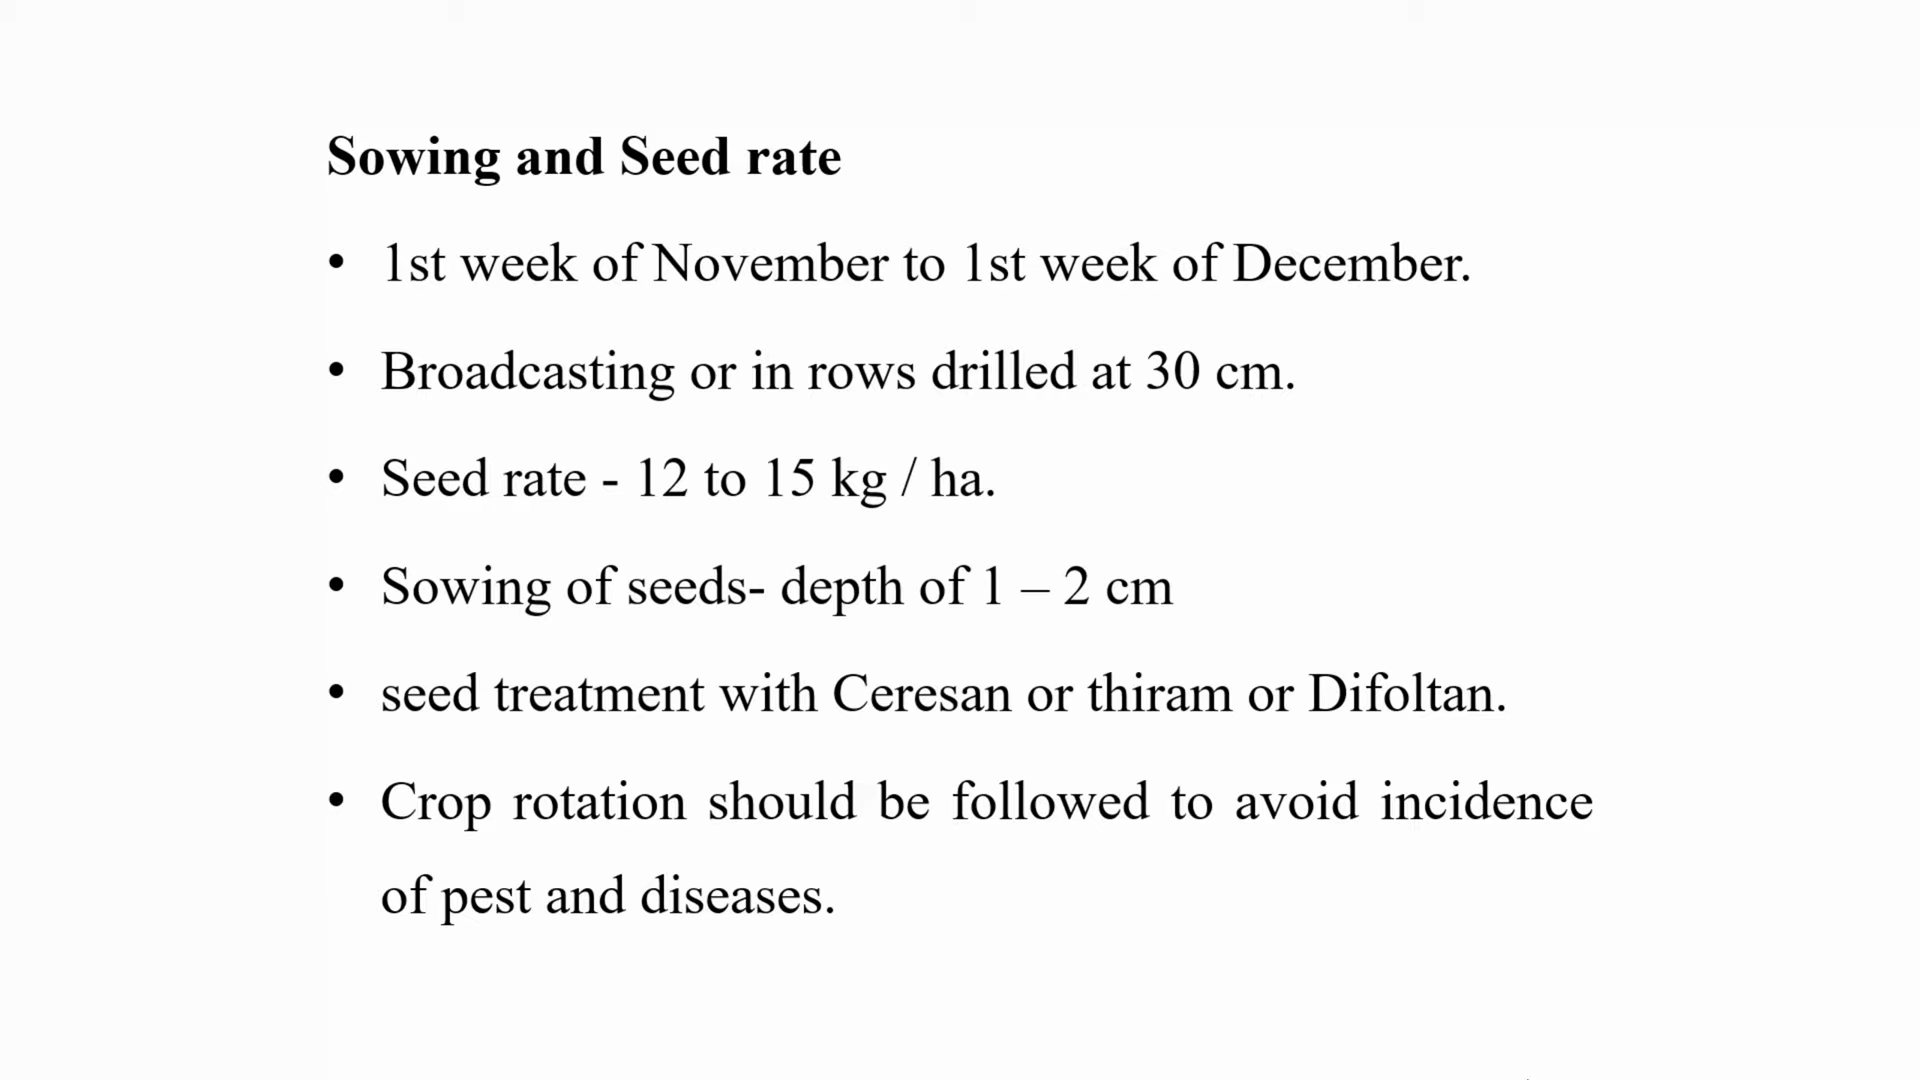 Sowing and Seed rate
• 1st week of November to 1st week of December.
• Broadcasting or in rows drilled at 30 cm.
• Seed rate - 12 to 15 kg / ha.
• Sowing of seeds- depth of 1 – 2 cm
• seed treatment with Ceresan or thiram or Difoltan.
• Crop rotation should be followed to avoid incidence
of pest and diseases.